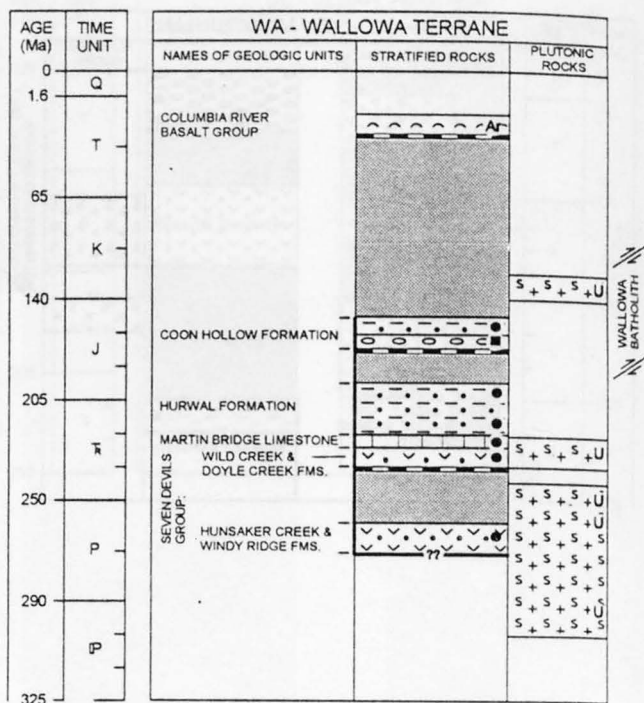 WA - WALLOWA TERRANE
AGE
(Ma)
TIME
UNIT
NAMES OF GEOLOGIC UNITS
STRATIFIED ROCKS
PLUTONIC
ROCKS
0
Q
1.6
COLUMBIA RIVER
BASALT GROUP
Ar
T
65
K
WALLOWA
BATHOLITH
140
S + S + S U
COON HOLLOW FORMATION
J
205
HURWAL FORMATION
MARTIN BRIDGE LIMESTONE
WILD CREEK &
DOYLE CREEK FMS.
S + S + S U
250
SEVEN DEVILS
GROUP:
HUNSAKER CREEK &
WINDY RIDGE FMS.
??
P
290
325